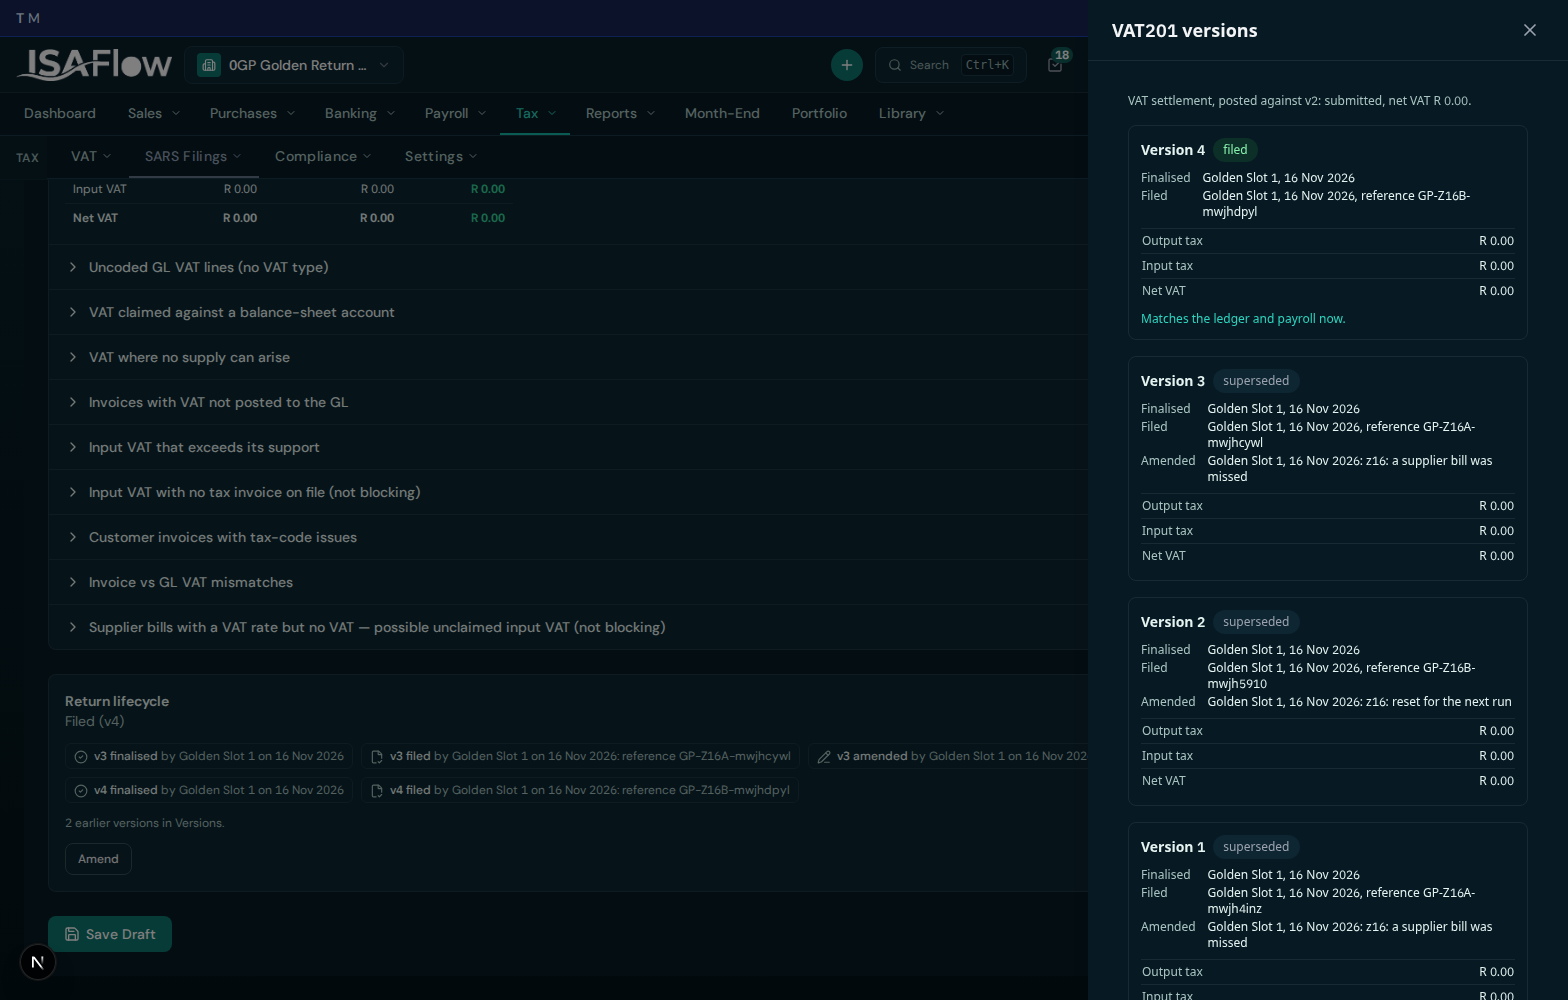 T M
ISAFlow
0GP Golden Return ...
Search Ctrl+K
18
Dashboard Sales Purchases Banking Payroll Tax Reports Month-End Portfolio Library
TAX VAT SARS Filings Compliance Settings
Input VAT R 0.00 R 0.00 R 0.00
Net VAT R 0.00 R 0.00 R 0.00
Uncoded GL VAT lines (no VAT type)
VAT claimed against a balance-sheet account
VAT where no supply can arise
Invoices with VAT not posted to the GL
Input VAT that exceeds its support
Input VAT with no tax invoice on file (not blocking)
Customer invoices with tax-code issues
Invoice vs GL VAT mismatches
Supplier bills with a VAT rate but no VAT — possible unclaimed input VAT (not blocking)
Return lifecycle
Filed (v4)
v3 finalised by Golden Slot 1 on 16 Nov 2026 v3 filed by Golden Slot 1 on 16 Nov 2026: reference GP-Z16A-mwjhcywl v3 amended by Golden Slot 1 on 16 Nov 202
v4 finalised by Golden Slot 1 on 16 Nov 2026 v4 filed by Golden Slot 1 on 16 Nov 2026: reference GP-Z16B-mwjhdpyl
2 earlier versions in Versions.
Amend
Save Draft
N
VAT201 versions
VAT settlement, posted against v2: submitted, net VAT R 0.00.
Version 4 filed
Finalised Golden Slot 1, 16 Nov 2026
Filed Golden Slot 1, 16 Nov 2026, reference GP-Z16B-
mwjhdpyl
Output tax R 0.00
Input tax R 0.00
Net VAT R 0.00
Matches the ledger and payroll now.
Version 3 superseded
Finalised Golden Slot 1, 16 Nov 2026
Filed Golden Slot 1, 16 Nov 2026, reference GP-Z16A-
mwjhcywl
Amended Golden Slot 1, 16 Nov 2026: z16: a supplier bill was
missed
Output tax R 0.00
Input tax R 0.00
Net VAT R 0.00
Version 2 superseded
Finalised Golden Slot 1, 16 Nov 2026
Filed Golden Slot 1, 16 Nov 2026, reference GP-Z16B-
mwjh5910
Amended Golden Slot 1, 16 Nov 2026: z16: reset for the next run
Output tax R 0.00
Input tax R 0.00
Net VAT R 0.00
Version 1 superseded
Finalised Golden Slot 1, 16 Nov 2026
Filed Golden Slot 1, 16 Nov 2026, reference GP-Z16A-
mwjh4inz
Amended Golden Slot 1, 16 Nov 2026: z16: a supplier bill was
missed
Output tax R 0.00
Input tax R 0.00